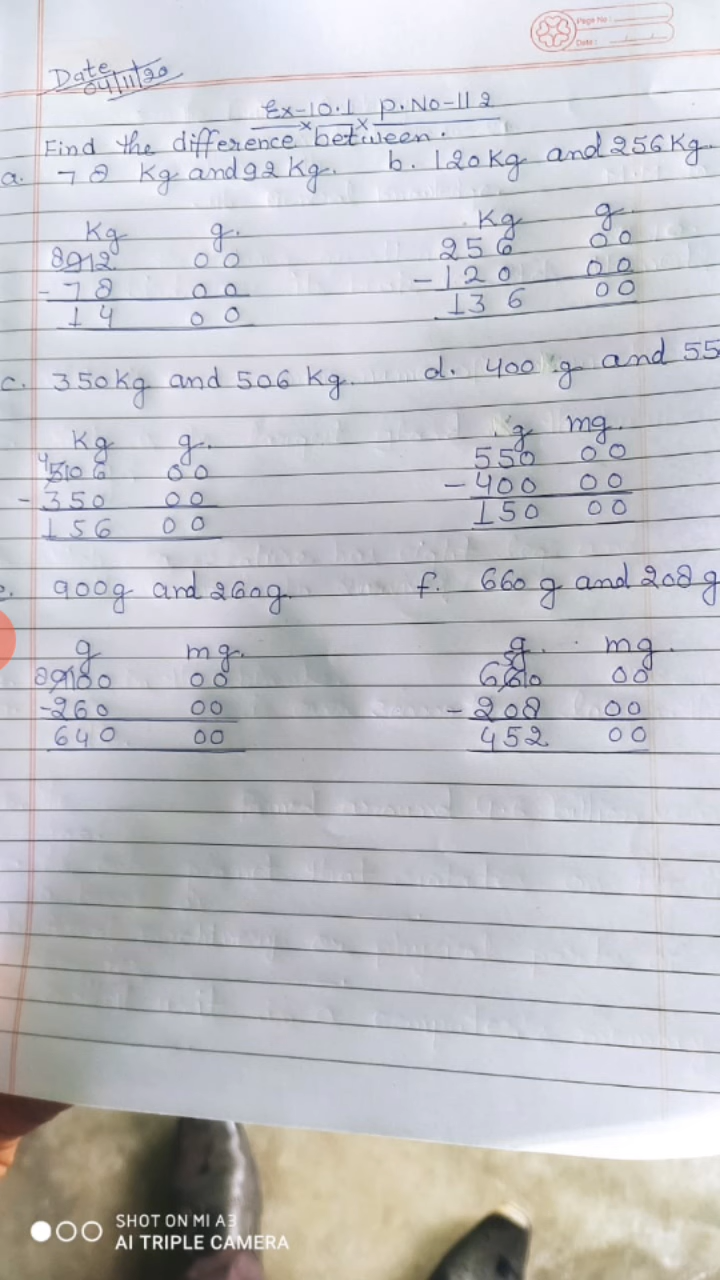 Page No:
Date:
Date
04/11/20
Ex-10.1 P.No-112
Find the difference between.
a. 78 Kg and 92 Kg. b. 120 Kg and 256 Kg.
Kg g. Kg g.
8912 00 256 00
-78 00 -120 00
14 00 136 00
c. 350 Kg and 506 Kg. d. 400 g and 55
Kg g. g mg.
4
5106 00 550 00
-350 00 -400 00
156 00 150 00
e. 900g and 260g. f. 660 g and 208 g
g mg. g. mg.
89100 00 660 00
-260 00 -208 00
640 00 452 00
SHOT ON MI A3
AI TRIPLE CAMERA